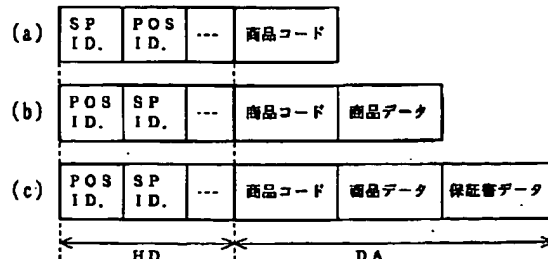 (a) SP ID. POS ID. --- 商品コード
(b) POS ID. SP ID. --- 商品コード 商品データ
(c) POS ID. SP ID. --- 商品コード 商品データ 保証書データ
HD DA